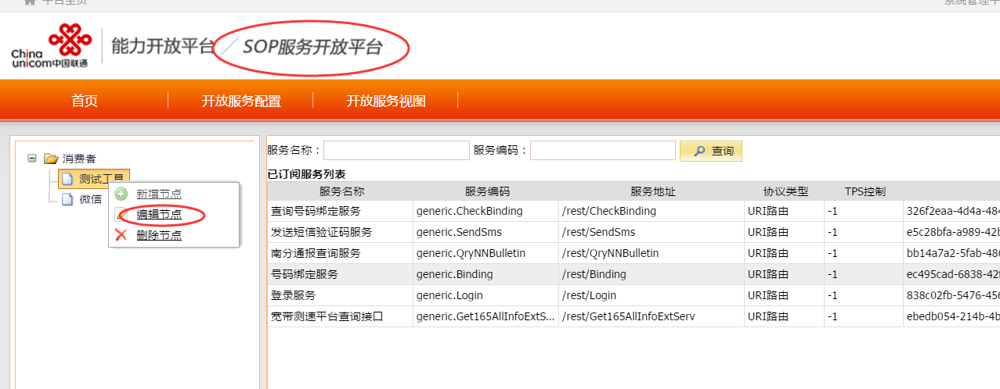 平台主页
系统管理平
China
unicom中国联通
能力开放平台
SOP服务开放平台
首页 开放服务配置 开放服务视图
消费者
测试工具
微信
新增节点
编辑节点
删除节点
服务名称： 服务编码： 查询
已订阅服务列表
服务名称 服务编码 服务地址 协议类型 TPS控制
查询号码绑定服务 generic.CheckBinding /rest/CheckBinding URI路由 -1 326f2eaa-4d4a-484
发送短信验证码服务 generic.SendSms /rest/SendSms URI路由 -1 e5c28bfa-a989-42b
南分通报查询服务 generic.QryNNBulletin /rest/QryNNBulletin URI路由 -1 bb14a7a2-5fab-486
号码绑定服务 generic.Binding /rest/Binding URI路由 -1 ec495cad-6838-42f
登录服务 generic.Login /rest/Login URI路由 -1 838c02fb-5476-456
宽带测速平台查询接口 generic.Get165AllInfoExtS... /rest/Get165AllInfoExtServ URI路由 -1 ebedb054-214b-4b